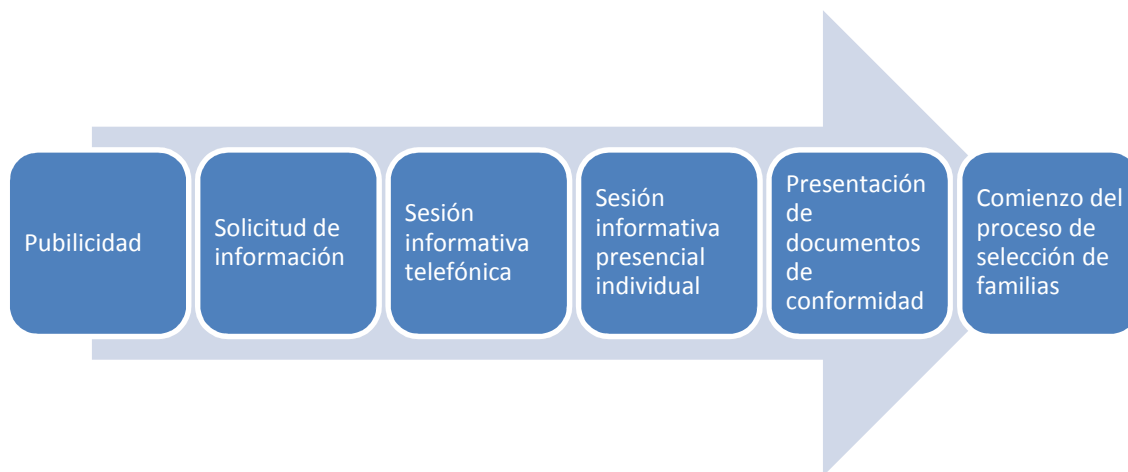 Pubilicidad
Solicitud de
información
Sesión
informativa
telefónica
Sesión
informativa
presencial
individual
Presentación
de
documentos
de
conformidad
Comienzo del
proceso de
selección de
familias